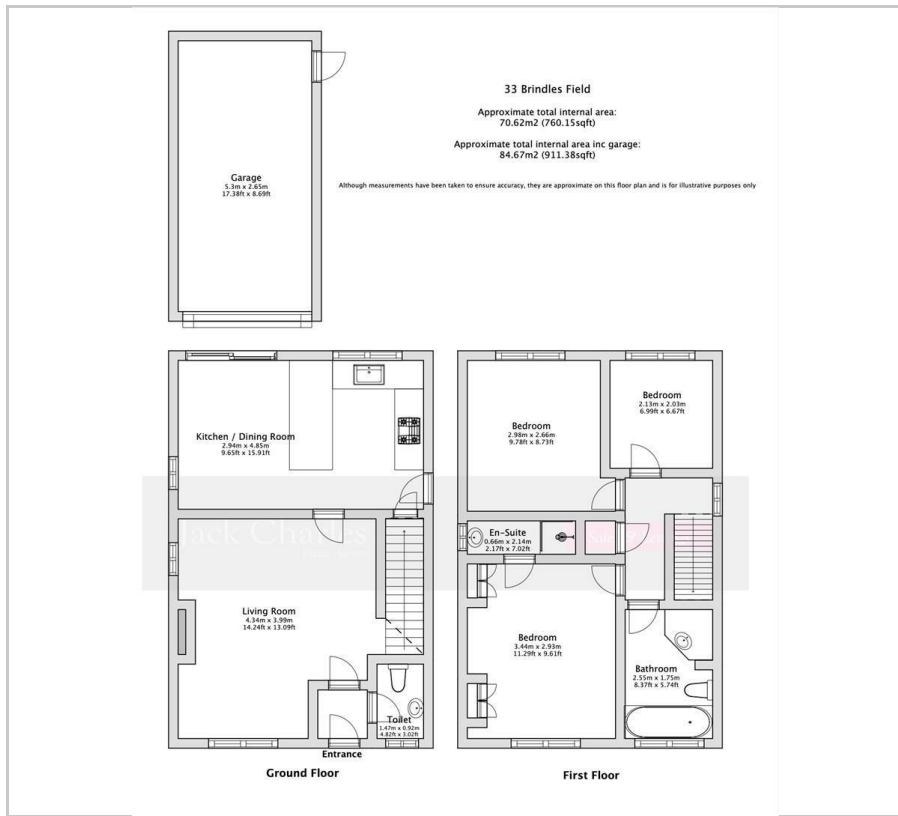 33 Brindles Field
Approximate total internal area:
70.62m2 (760.15sqft)
Approximate total internal area inc garage:
84.67m2 (911.38sqft)
Although measurements have been taken to ensure accuracy, they are approximate on this floor plan and is for illustrative purposes only
Garage
5.3m x 2.65m
17.38ft x 8.69ft
Kitchen / Dining Room
2.94m x 4.85m
9.65ft x 15.91ft
Jack Charles
Living Room
4.34m x 3.99m
14.24ft x 13.09ft
Toilet
1.47m x 0.92m
4.82ft x 3.02ft
Entrance
Ground Floor
Bedroom
2.98m x 2.66m
9.78ft x 8.73ft
Bedroom
2.13m x 2.03m
6.99ft x 6.67ft
En-Suite
0.66m x 2.14m
2.17ft x 7.02ft
Bedroom
3.44m x 2.93m
11.29ft x 9.61ft
Bathroom
2.55m x 1.75m
8.37ft x 5.74ft
First Floor